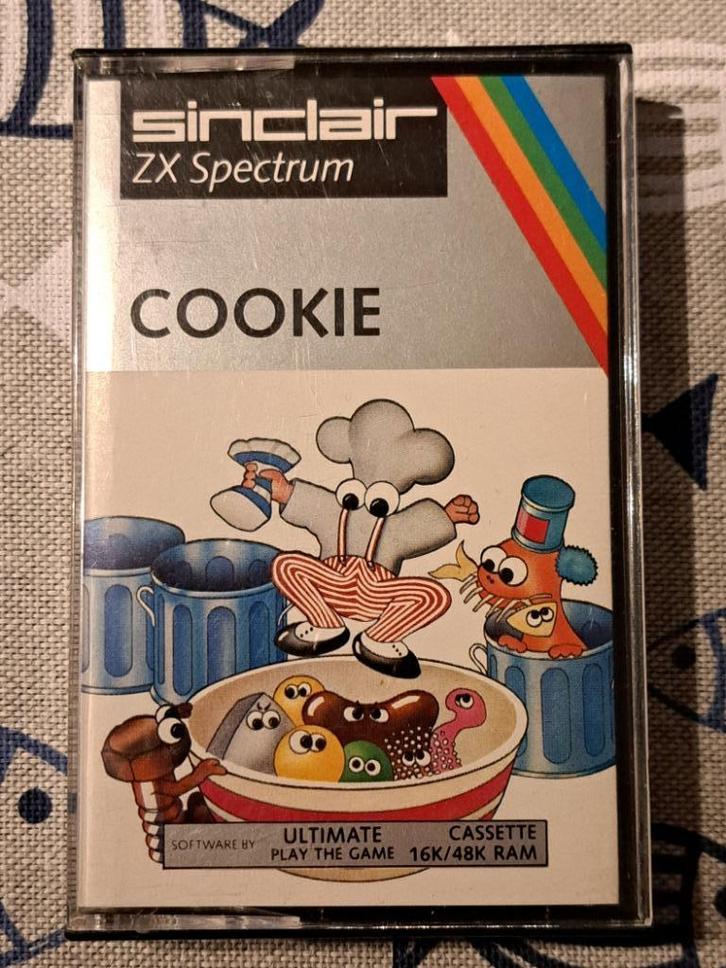 sinclair
ZX Spectrum
COOKIE
SOFTWARE BY
ULTIMATE
PLAY THE GAME
CASSETTE
16K/48K RAM